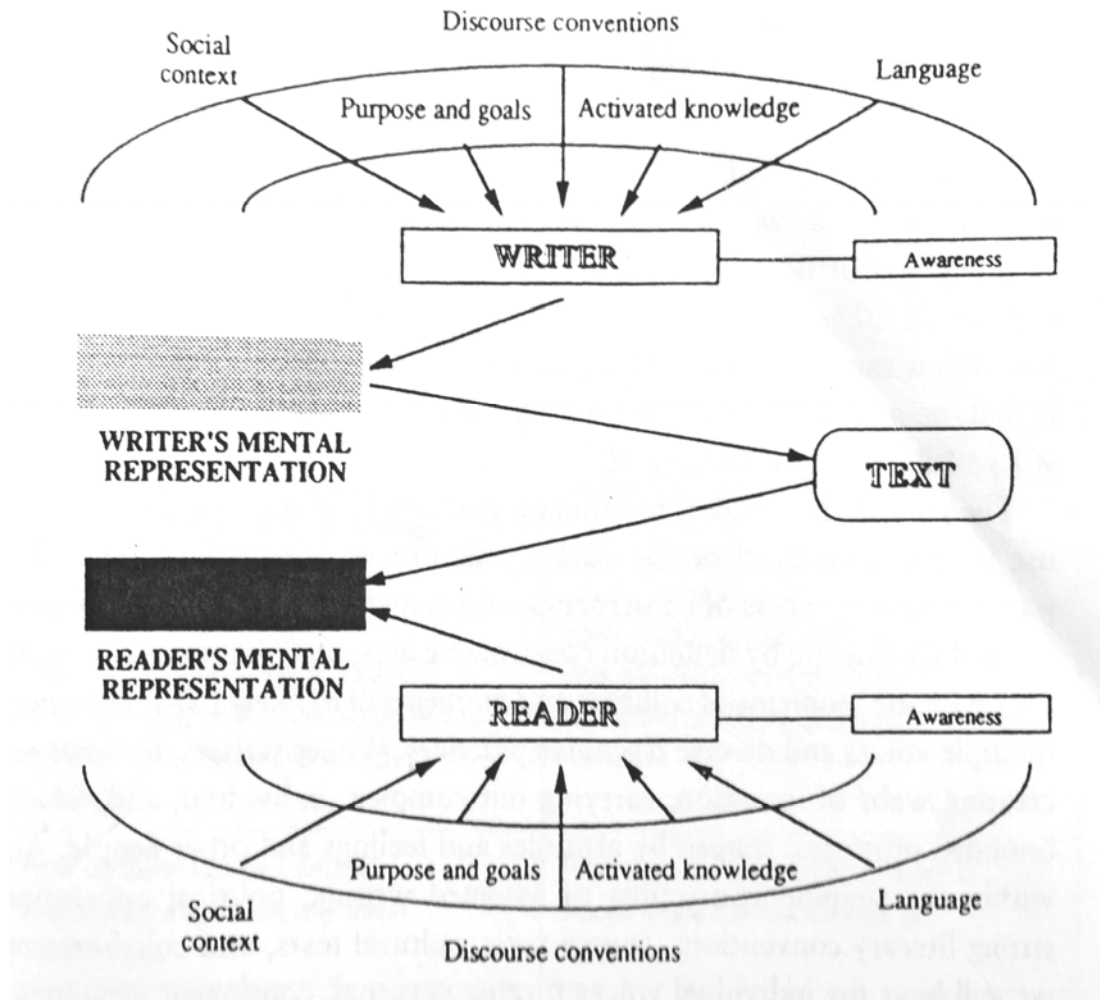 Discourse conventions
Social
context
Language
Purpose and goals
Activated knowledge
WRITER
Awareness
WRITER'S MENTAL
REPRESENTATION
TEXT
READER'S MENTAL
REPRESENTATION
READER
Awareness
Purpose and goals
Activated knowledge
Social
context
Language
Discourse conventions